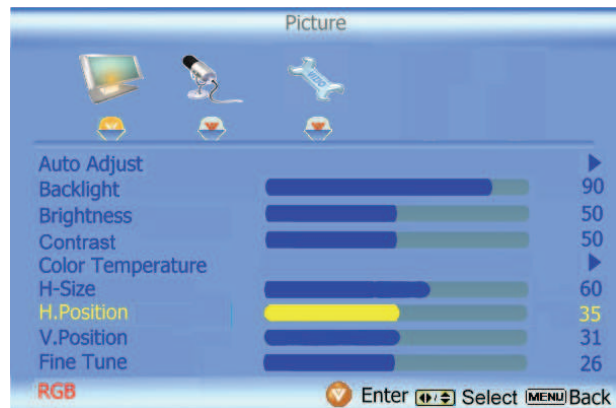 Picture
VIZIO
Auto Adjust
Backlight 90
Brightness 50
Contrast 50
Color Temperature
H-Size 60
H.Position 35
V.Position 31
Fine Tune 26
RGB Enter Select MENU Back